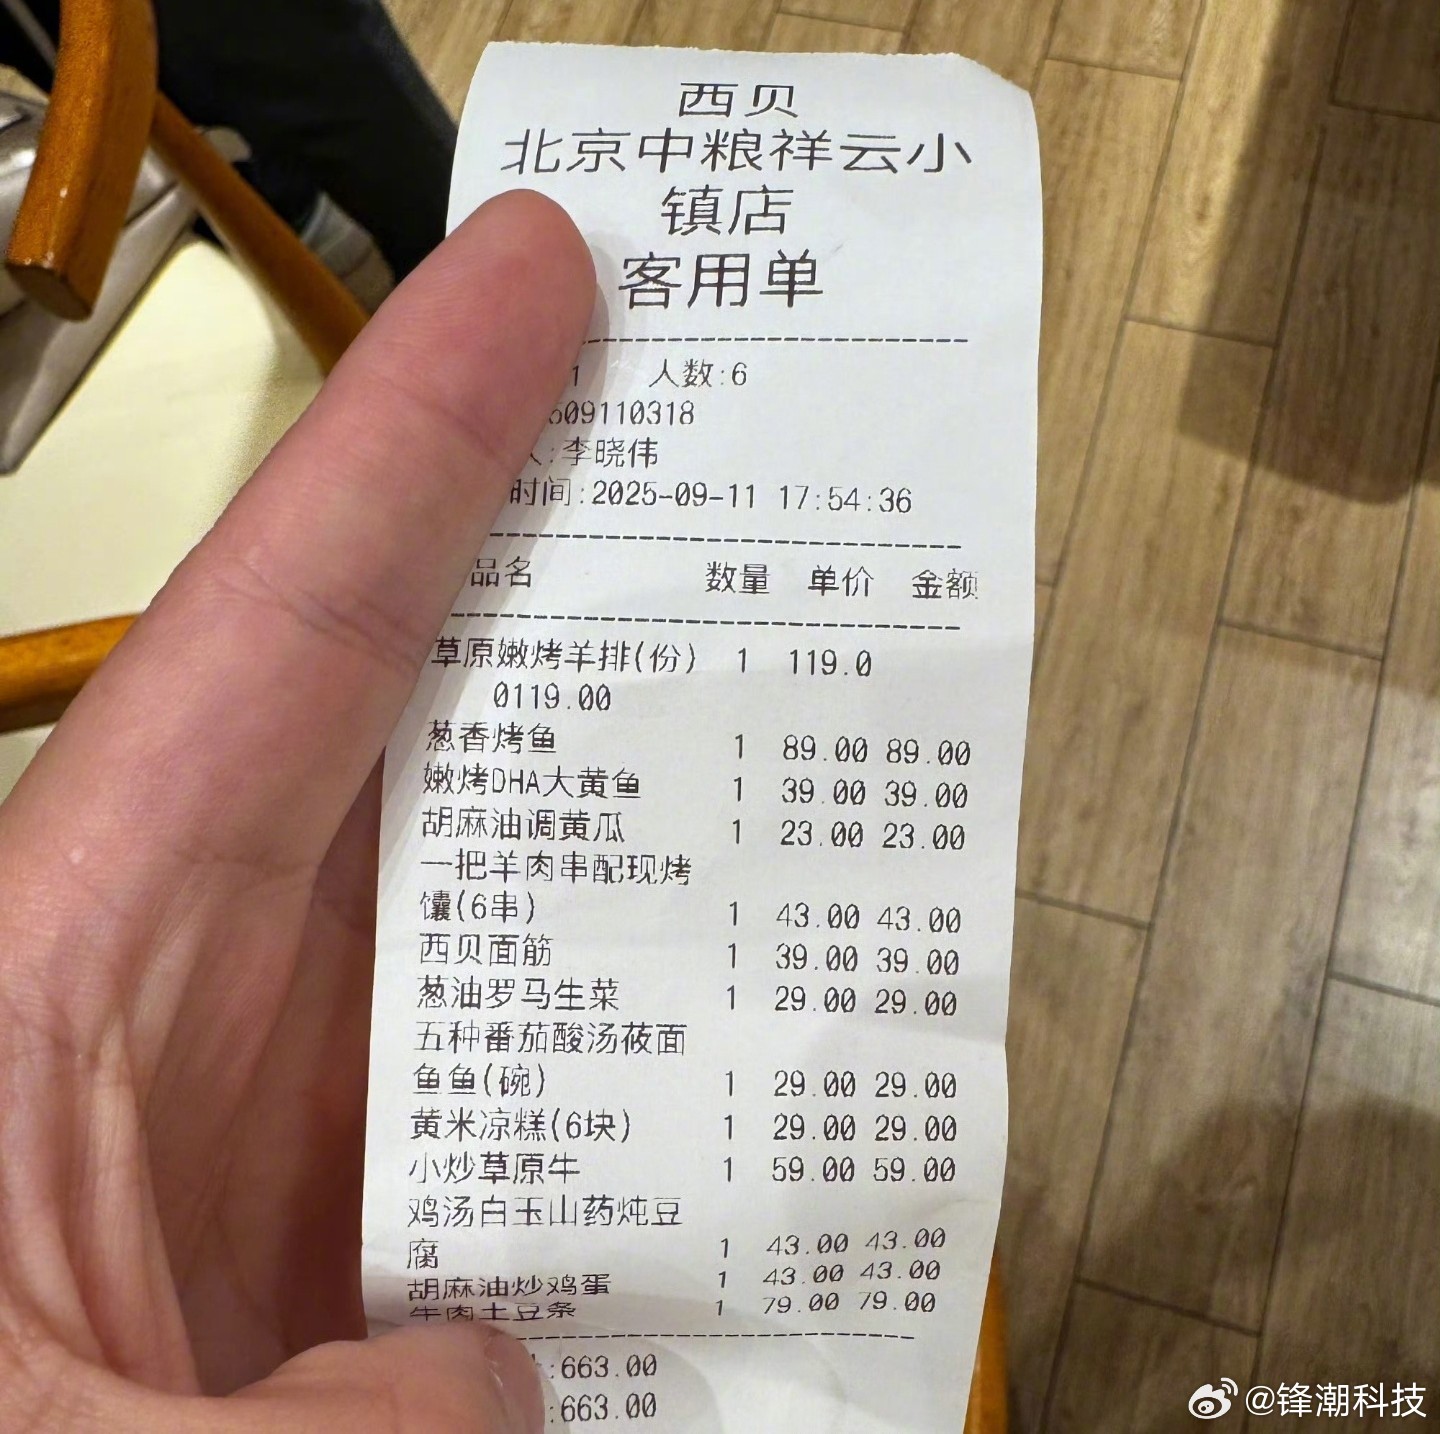 西贝
北京中粮祥云小
镇店
客用单
1 人数:6
509110318
人:李晓伟
时间:2025-09-11 17:54:36
品名 数量 单价 金额
草原嫩烤羊排(份) 1 119.0
0119.00
葱香烤鱼 1 89.00 89.00
嫩烤DHA大黄鱼 1 39.00 39.00
胡麻油调黄瓜 1 23.00 23.00
一把羊肉串配现烤
馕(6串) 1 43.00 43.00
西贝面筋 1 39.00 39.00
葱油罗马生菜 1 29.00 29.00
五种番茄酸汤莜面
鱼鱼(碗) 1 29.00 29.00
黄米凉糕(6块) 1 29.00 29.00
小炒草原牛 1 59.00 59.00
鸡汤白玉山药炖豆
腐 1 43.00 43.00
胡麻油炒鸡蛋 1 43.00 43.00
牛肉土豆条 1 79.00 79.00
:663.00
:663.00
@锋潮科技